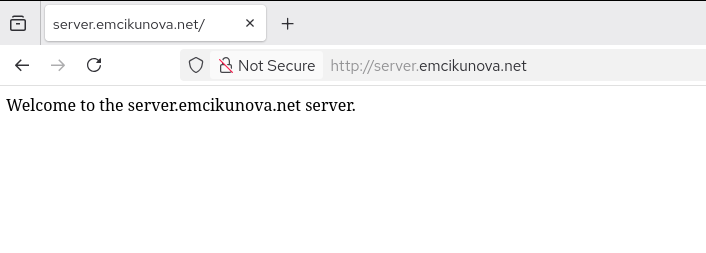 server.emcikunova.net/
Not Secure http://server.emcikunova.net
Welcome to the server.emcikunova.net server.